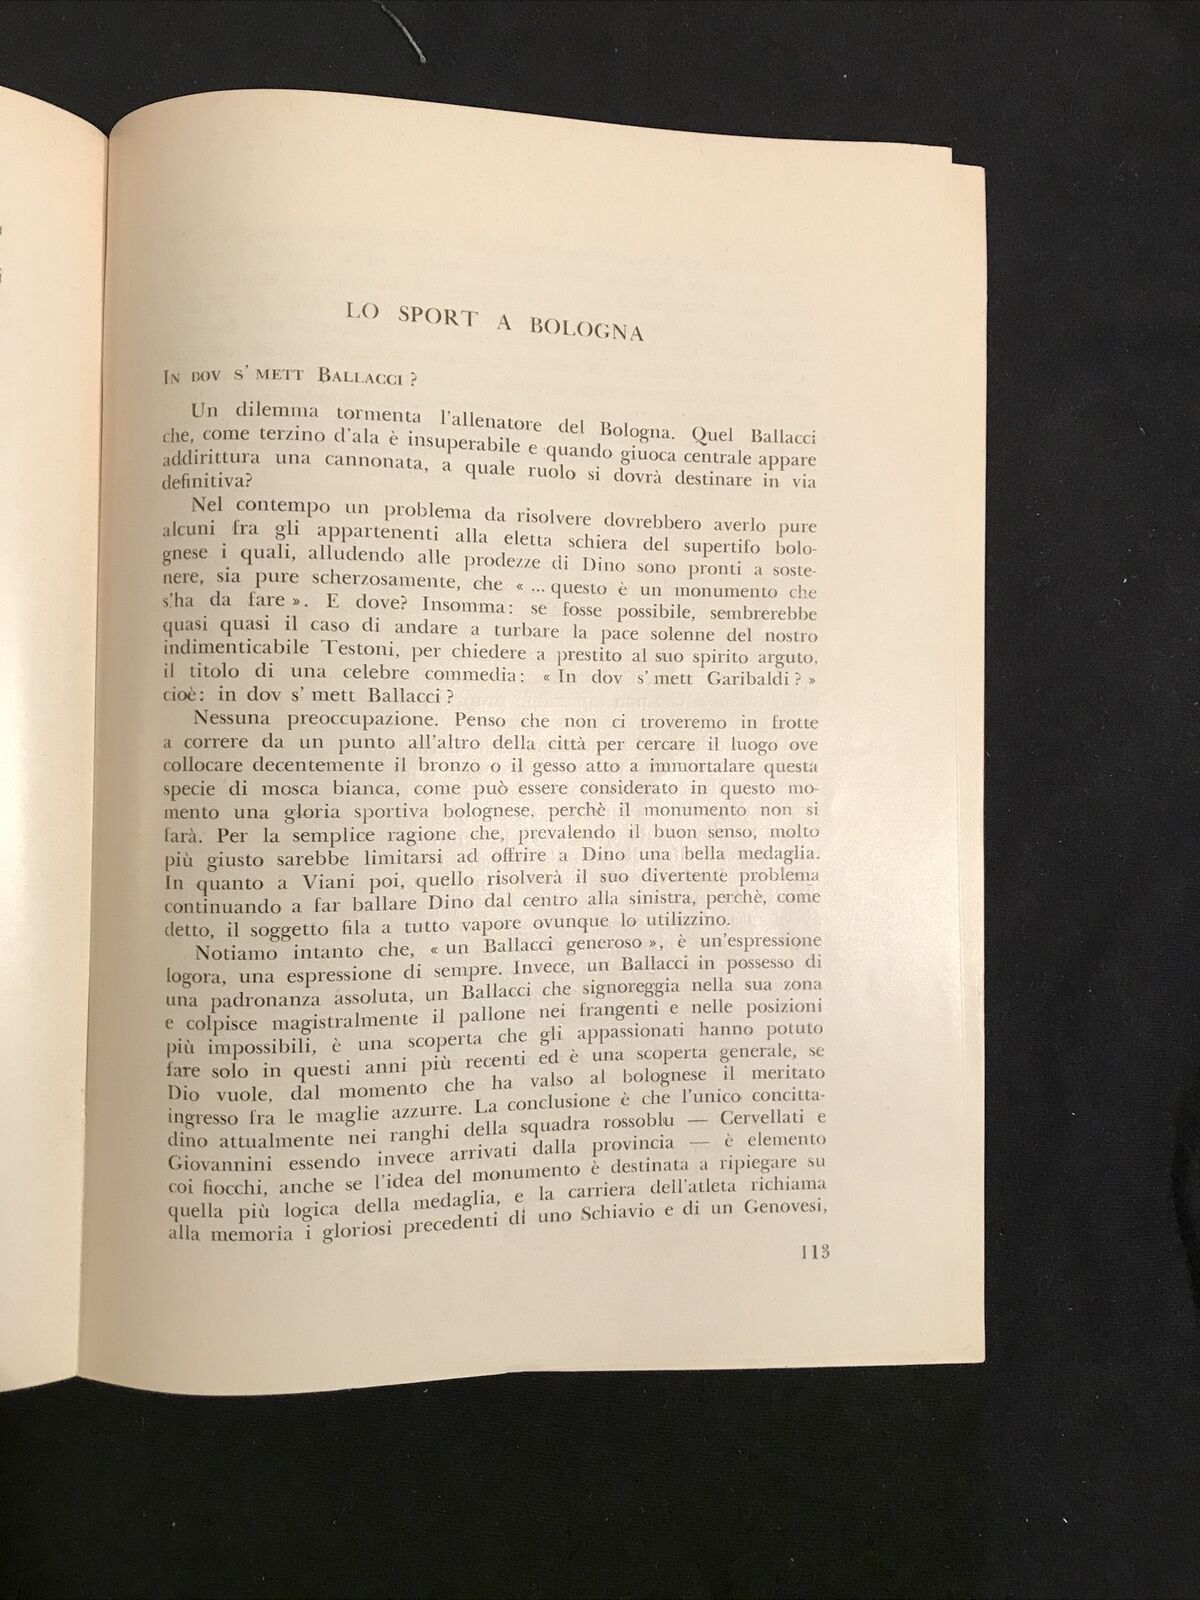 LO SPORT A BOLOGNA
IN DOV S' METT BALLACCI ?
Un dilemma tormenta l'allenatore del Bologna. Quel Ballacci
che, come terzino d'ala è insuperabile e quando giuoca centrale appare
addirittura una cannonata, a quale ruolo si dovrà destinare in via
definitiva?
Nel contempo un problema da risolvere dovrebbero averlo pure
alcuni fra gli appartenenti alla eletta schiera del supertifo bolo-
gnese i quali, alludendo alle prodezze di Dino sono pronti a soste-
nere, sia pure scherzosamente, che « ... questo è un monumento che
s'ha da fare ». E dove? Insomma: se fosse possibile, sembrerebbe
quasi quasi il caso di andare a turbare la pace solenne del nostro
indimenticabile Testoni, per chiedere a prestito al suo spirito arguto,
il titolo di una celebre commedia: « In dov s' mett Garibaldi ? »
cioè: in dov s' mett Ballacci ?
Nessuna preoccupazione. Penso che non ci troveremo in frotte
a correre da un punto all'altro della città per cercare il luogo ove
collocare decentemente il bronzo o il gesso atto a immortalare questa
specie di mosca bianca, come può essere considerato in questo mo-
mento una gloria sportiva bolognese, perchè il monumento non si
farà. Per la semplice ragione che, prevalendo il buon senso, molto
più giusto sarebbe limitarsi ad offrire a Dino una bella medaglia.
In quanto a Viani poi, quello risolverà il suo divertente problema
continuando a far ballare Dino dal centro alla sinistra, perchè, come
detto, il soggetto fila a tutto vapore ovunque lo utilizzino.
Notiamo intanto che, « un Ballacci generoso », è un'espressione
logora, una espressione di sempre. Invece, un Ballacci in possesso di
una padronanza assoluta, un Ballacci che signoreggia nella sua zona
e colpisce magistralmente il pallone nei frangenti e nelle posizioni
più impossibili, è una scoperta che gli appassionati hanno potuto
fare solo in questi anni più recenti ed è una scoperta generale, se
Dio vuole, dal momento che ha valso al bolognese il meritato
ingresso fra le maglie azzurre. La conclusione è che l'unico concitta-
dino attualmente nei ranghi della squadra rossoblu — Cervellati e
Giovannini essendo invece arrivati dalla provincia — è elemento
coi fiocchi, anche se l'idea del monumento è destinata a ripiegare su
quella più logica della medaglia, e la carriera dell'atleta richiama
alla memoria i gloriosi precedenti di uno Schiavio e di un Genovesi,
113